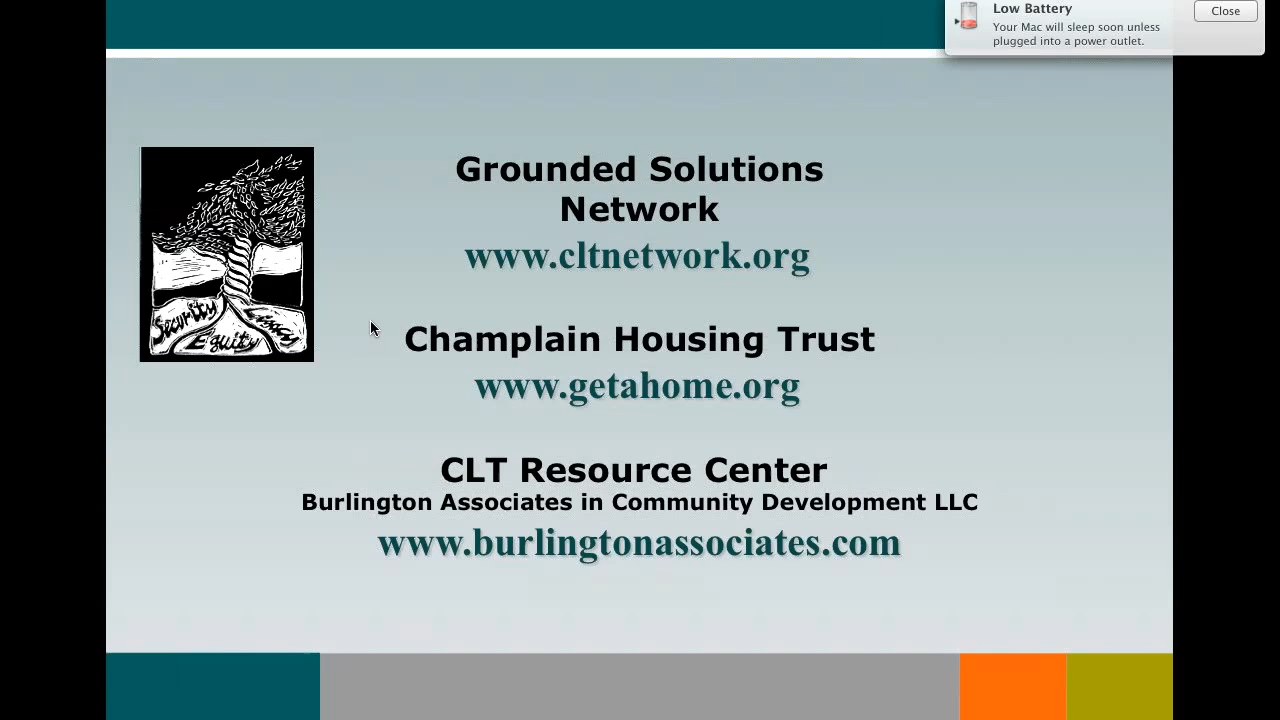 Low Battery
Your Mac will sleep soon unless
plugged into a power outlet.
Close
Grounded Solutions
Network
www.cltnetwork.org
Security
Equity
Legacy
Champlain Housing Trust
www.getahome.org
CLT Resource Center
Burlington Associates in Community Development LLC
www.burlingtonassociates.com